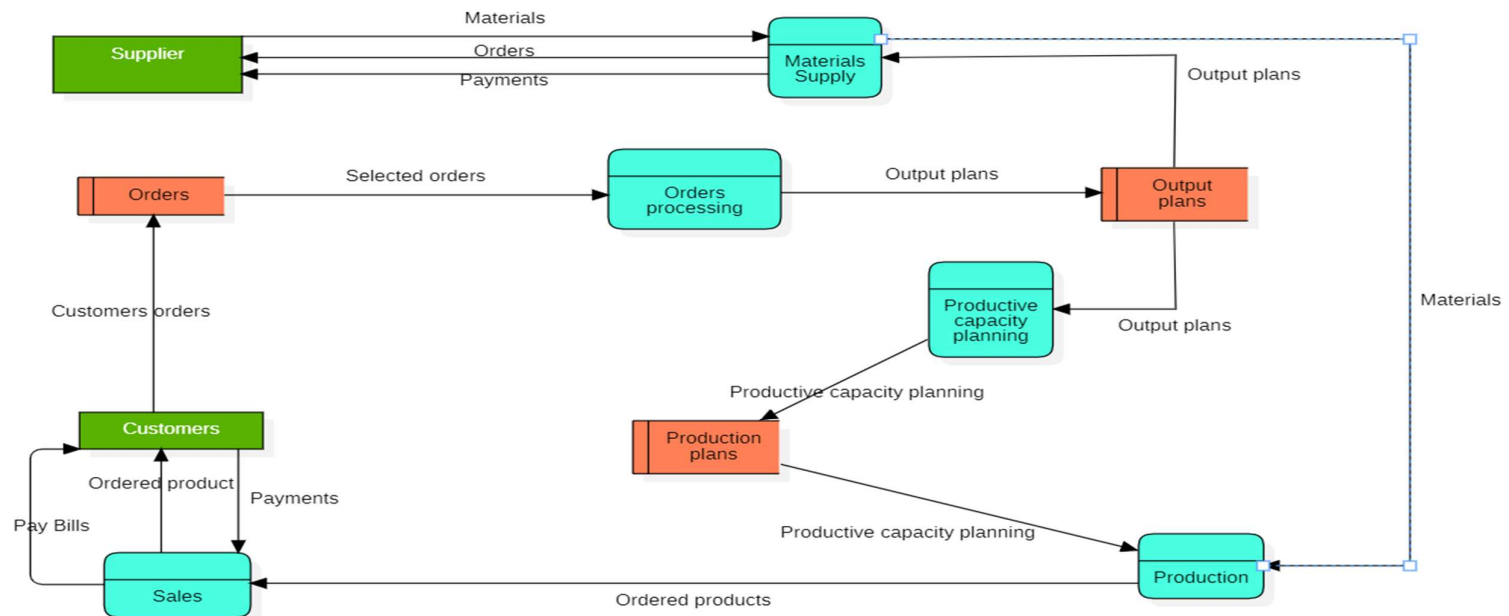 Materials
Supplier
Orders
Materials
Supply
Payments
Output plans
Selected orders
Output plans
Orders
Orders
processing
Output
plans
Customers orders
Productive
capacity
planning
Output plans
Materials
Productive capacity planning
Customers
Production
plans
Ordered product
Payments
Pay Bills
Productive capacity planning
Sales
Production
Ordered products